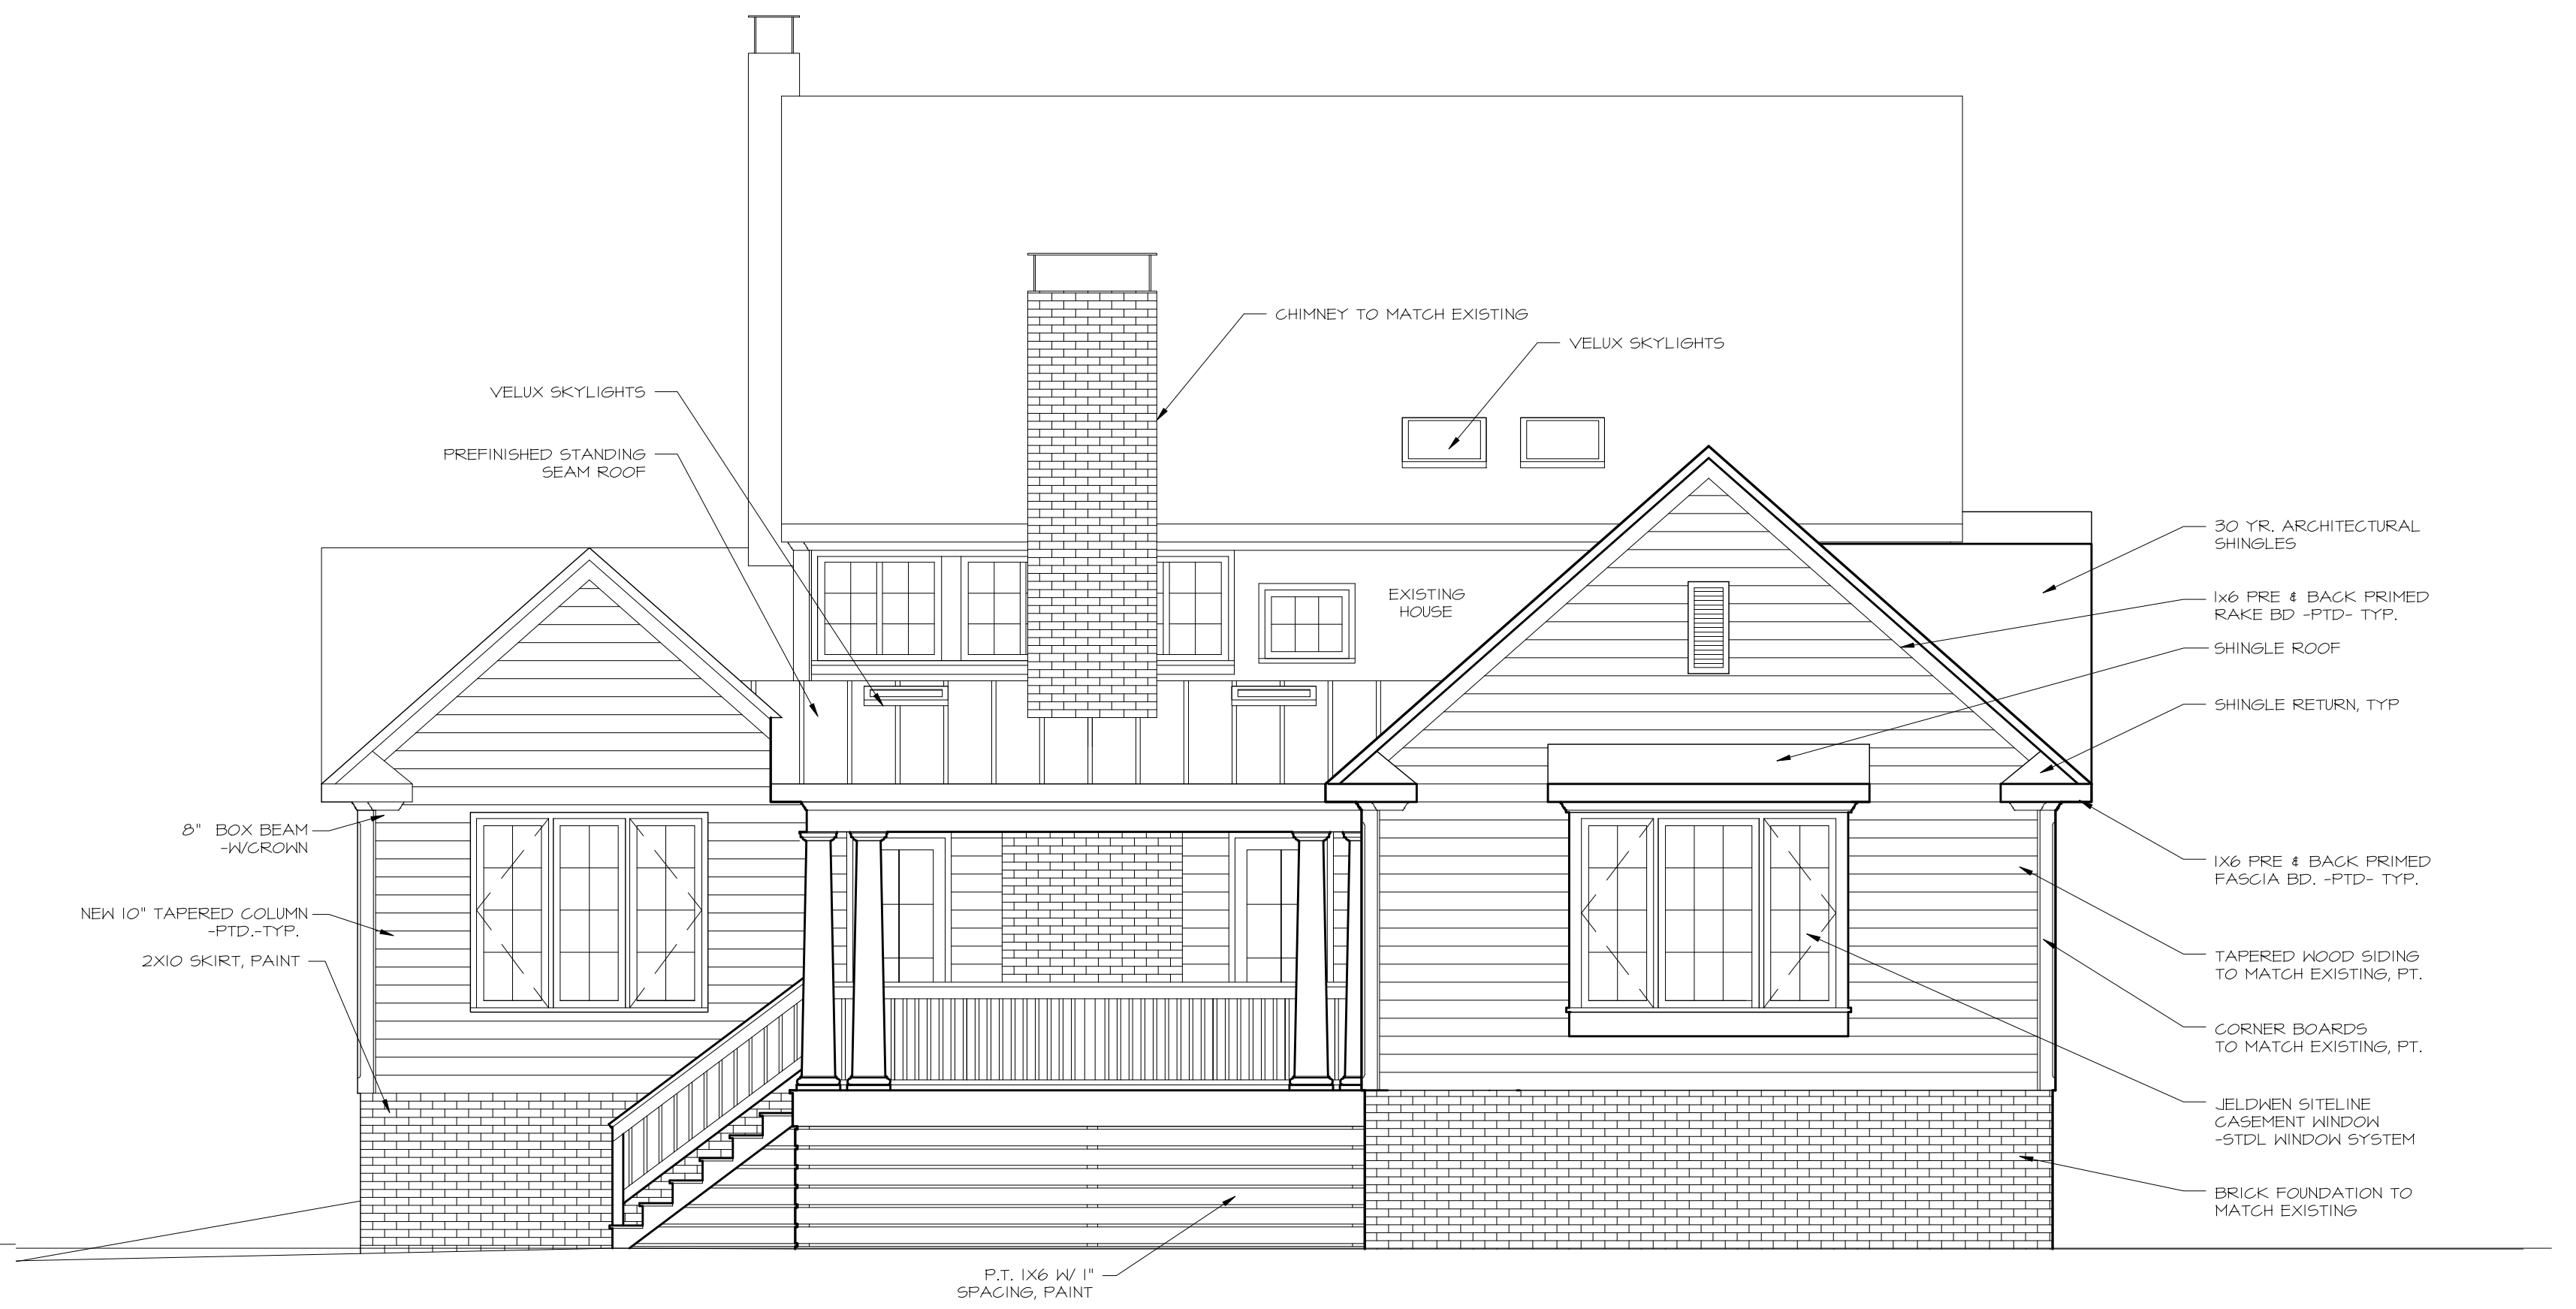 CHIMNEY TO MATCH EXISTING
VELUX SKYLIGHTS
VELUX SKYLIGHTS
PREFINISHED STANDING
SEAM ROOF
EXISTING
HOUSE
8" BOX BEAM
-W/CROWN
NEW 10" TAPERED COLUMN
-PTD.-TYP.
2X10 SKIRT, PAINT
30 YR. ARCHITECTURAL
SHINGLES
1x6 PRE & BACK PRIMED
RAKE BD -PTD- TYP.
SHINGLE ROOF
SHINGLE RETURN, TYP
1X6 PRE & BACK PRIMED
FASCIA BD. -PTD- TYP.
TAPERED WOOD SIDING
TO MATCH EXISTING, PT.
CORNER BOARDS
TO MATCH EXISTING, PT.
JELDWEN SITELINE
CASEMENT WINDOW
-STDL WINDOW SYSTEM
BRICK FOUNDATION TO
MATCH EXISTING
P.T. 1X6 W/ 1"
SPACING, PAINT